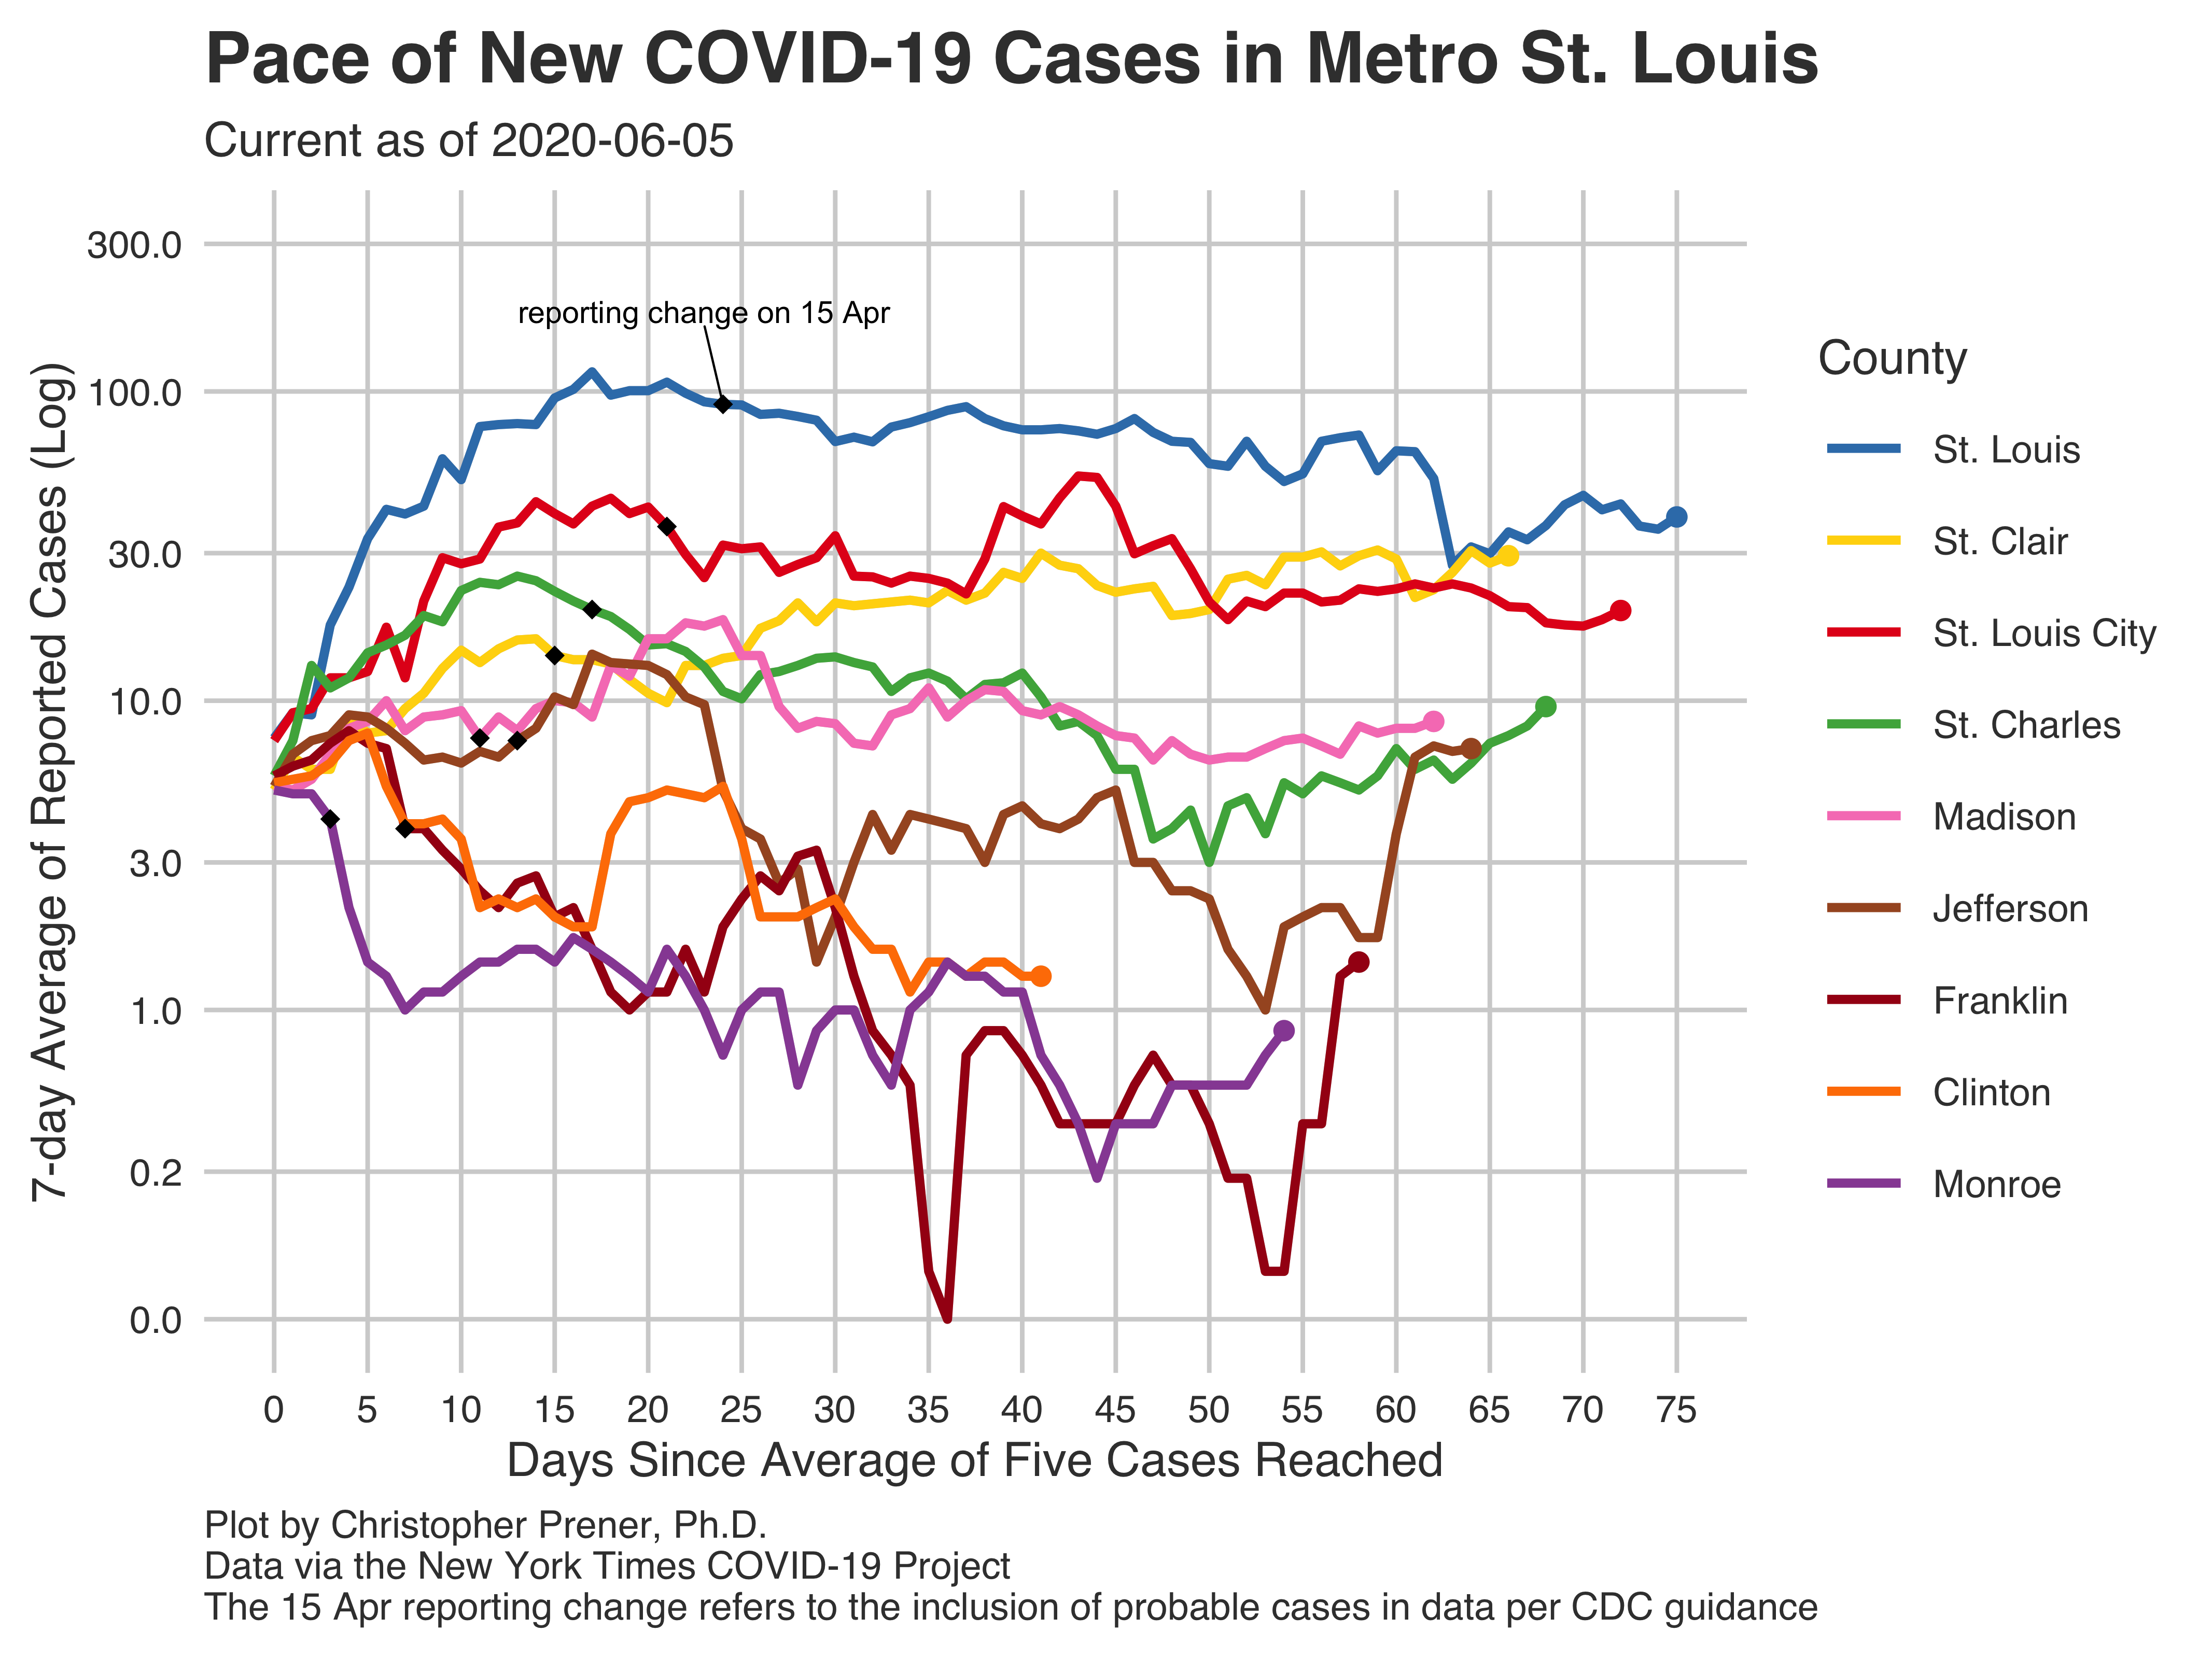 Pace of New COVID-19 Cases in Metro St. Louis
Current as of 2020-06-05
7-day Average of Reported Cases (Log)
300.0
100.0
30.0
10.0
3.0
1.0
0.2
0.0
reporting change on 15 Apr
0 5 10 15 20 25 30 35 40 45 50 55 60 65 70 75
Days Since Average of Five Cases Reached
County
St. Louis
St. Clair
St. Louis City
St. Charles
Madison
Jefferson
Franklin
Clinton
Monroe
Plot by Christopher Prener, Ph.D.
Data via the New York Times COVID-19 Project
The 15 Apr reporting change refers to the inclusion of probable cases in data per CDC guidance